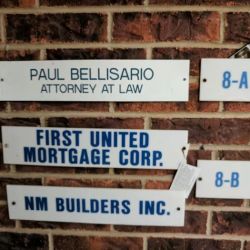 PAUL BELLISARIO
ATTORNEY AT LAW
8-A
FIRST UNITED
MORTGAGE CORP.
8-B
NM BUILDERS INC.